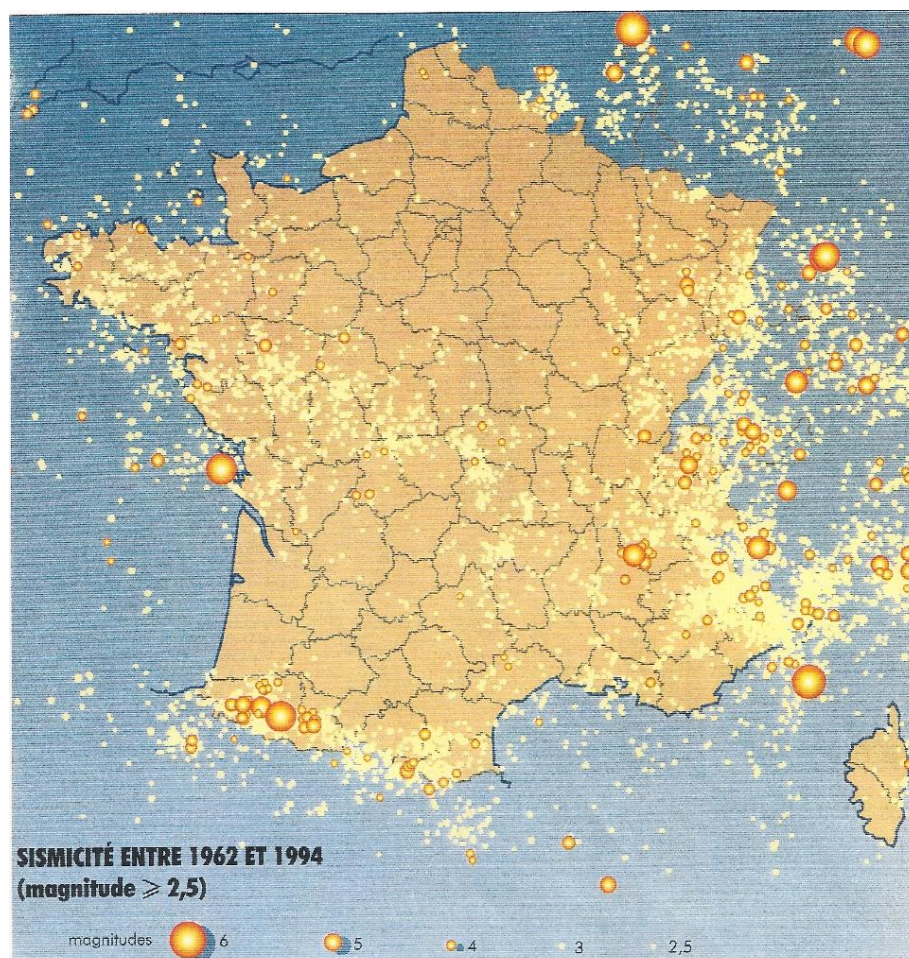 SISMICITÉ ENTRE 1962 ET 1994
(magnitude ⩾ 2,5)
magnitudes 6 5 4 3 2,5